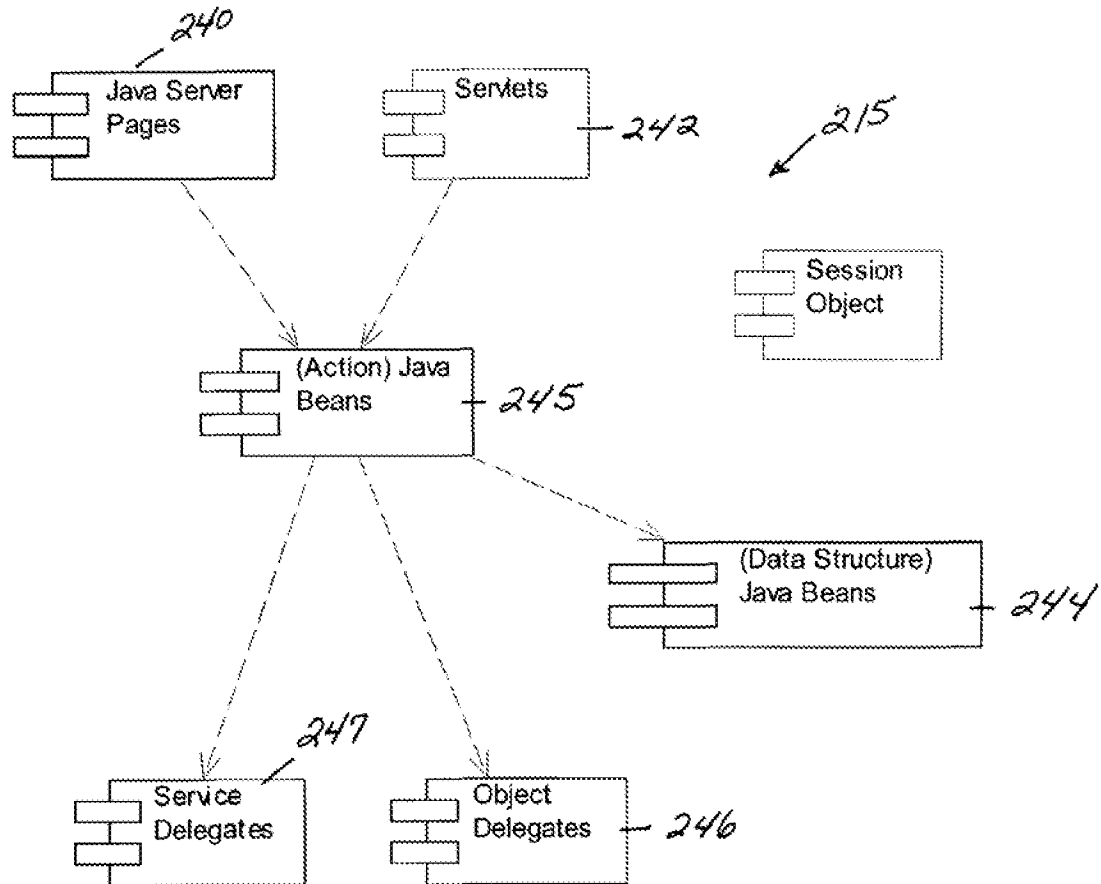 240
Java Server
Pages
Servlets
242
215
Session
Object
(Action) Java
Beans
245
(Data Structure)
Java Beans
244
247
Service
Delegates
Object
Delegates
246